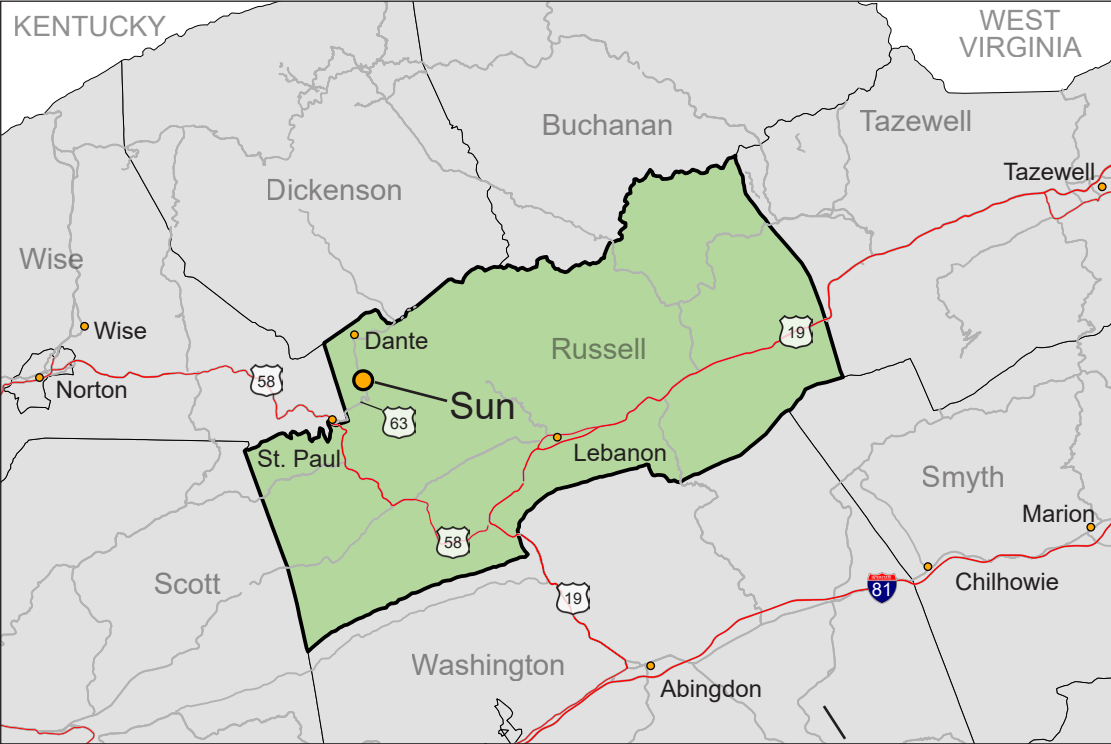 KENTUCKY
WEST
VIRGINIA
Buchanan
Tazewell
Tazewell
Dickenson
Wise
Wise
Dante
Russell
19
58
Norton
Sun
63
St. Paul
Lebanon
Smyth
Marion
58
Scott
19
81
Chilhowie
Washington
Abingdon